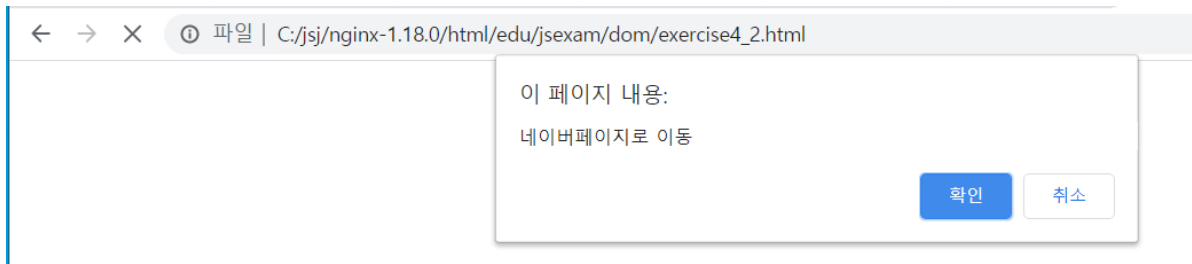 파일 | C:/jsj/nginx-1.18.0/html/edu/jsexam/dom/exercise4_2.html
이 페이지 내용:
네이버페이지로 이동
확인 취소